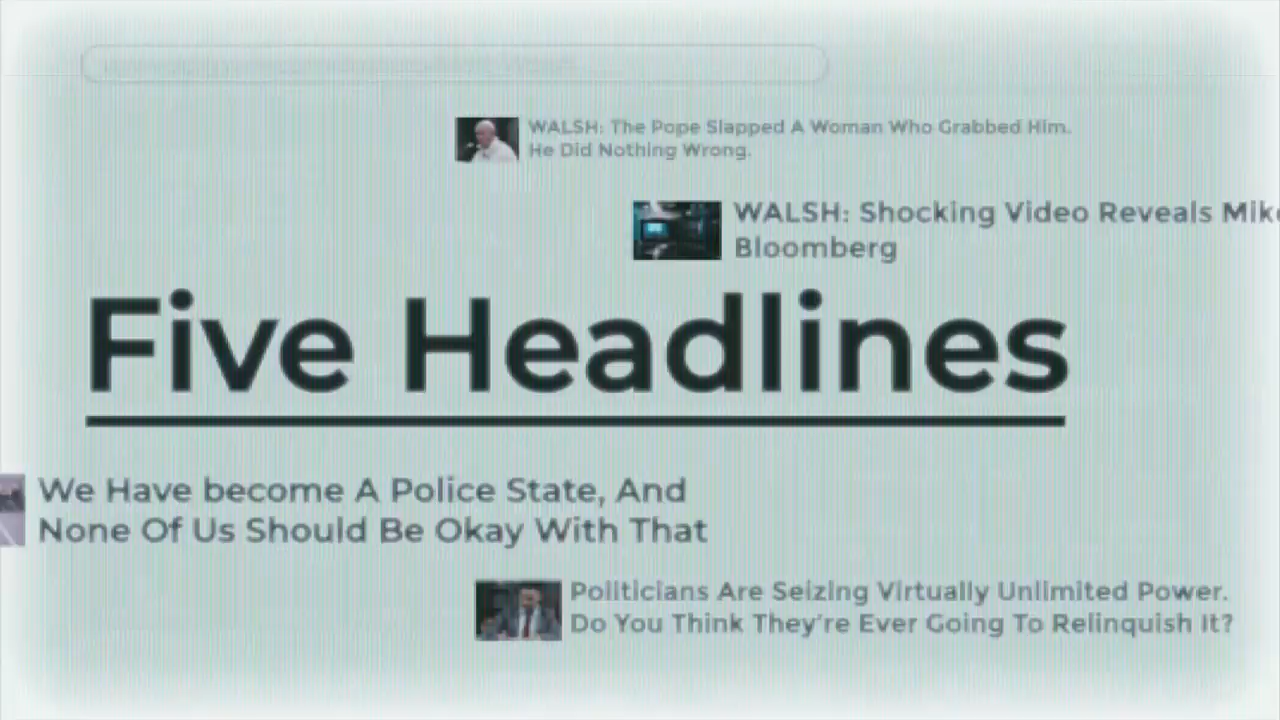 WALSH: The Pope Slapped A Woman Who Grabbed Him.
He Did Nothing Wrong.
WALSH: Shocking Video Reveals Mike
Bloomberg
Five Headlines
We Have become A Police State, And
None Of Us Should Be Okay With That
Politicians Are Seizing Virtually Unlimited Power.
Do You Think They're Ever Going To Relinquish It?